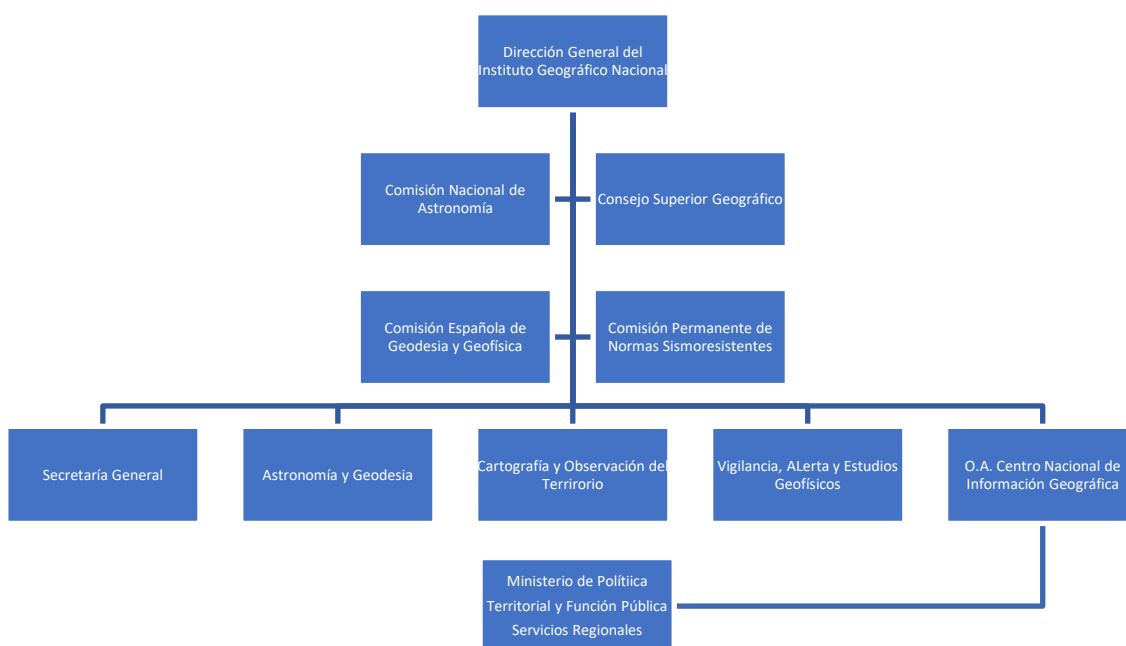 Dirección General del
Instituto Geográfico Nacional
Comisión Nacional de
Astronomía
Consejo Superior Geográfico
Comisión Española de
Geodesia y Geofísica
Comisión Permanente de
Normas Sismoresistentes
Secretaría General
Astronomía y Geodesia
Cartografía y Observación del
Terrirorio
Vigilancia, ALerta y Estudios
Geofísicos
O.A. Centro Nacional de
Información Geográfica
Ministerio de Polítiica
Territorial y Función Pública
Servicios Regionales